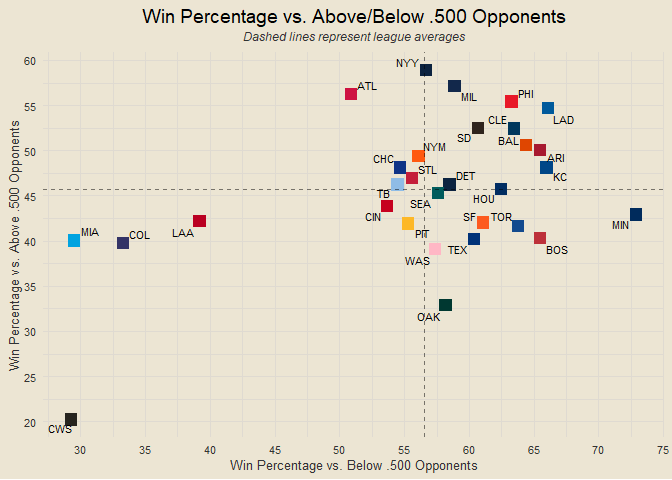 Win Percentage vs. Above/Below .500 Opponents
Dashed lines represent league averages
Win Percentage vs. Above .500 Opponents
60
55
50
45
40
35
30
25
20
NYY
ATL
MIL
PHI
LAD
CLE
SD
BAL
ARI
NYM
CHC
KC
STL
DET
TB
HOU
SEA
CIN
SF
TOR
LAA
PIT
MIN
MIA
COL
TEX
BOS
WAS
OAK
CWS
30
35
40
45
50
55
60
65
70
75
Win Percentage vs. Below .500 Opponents